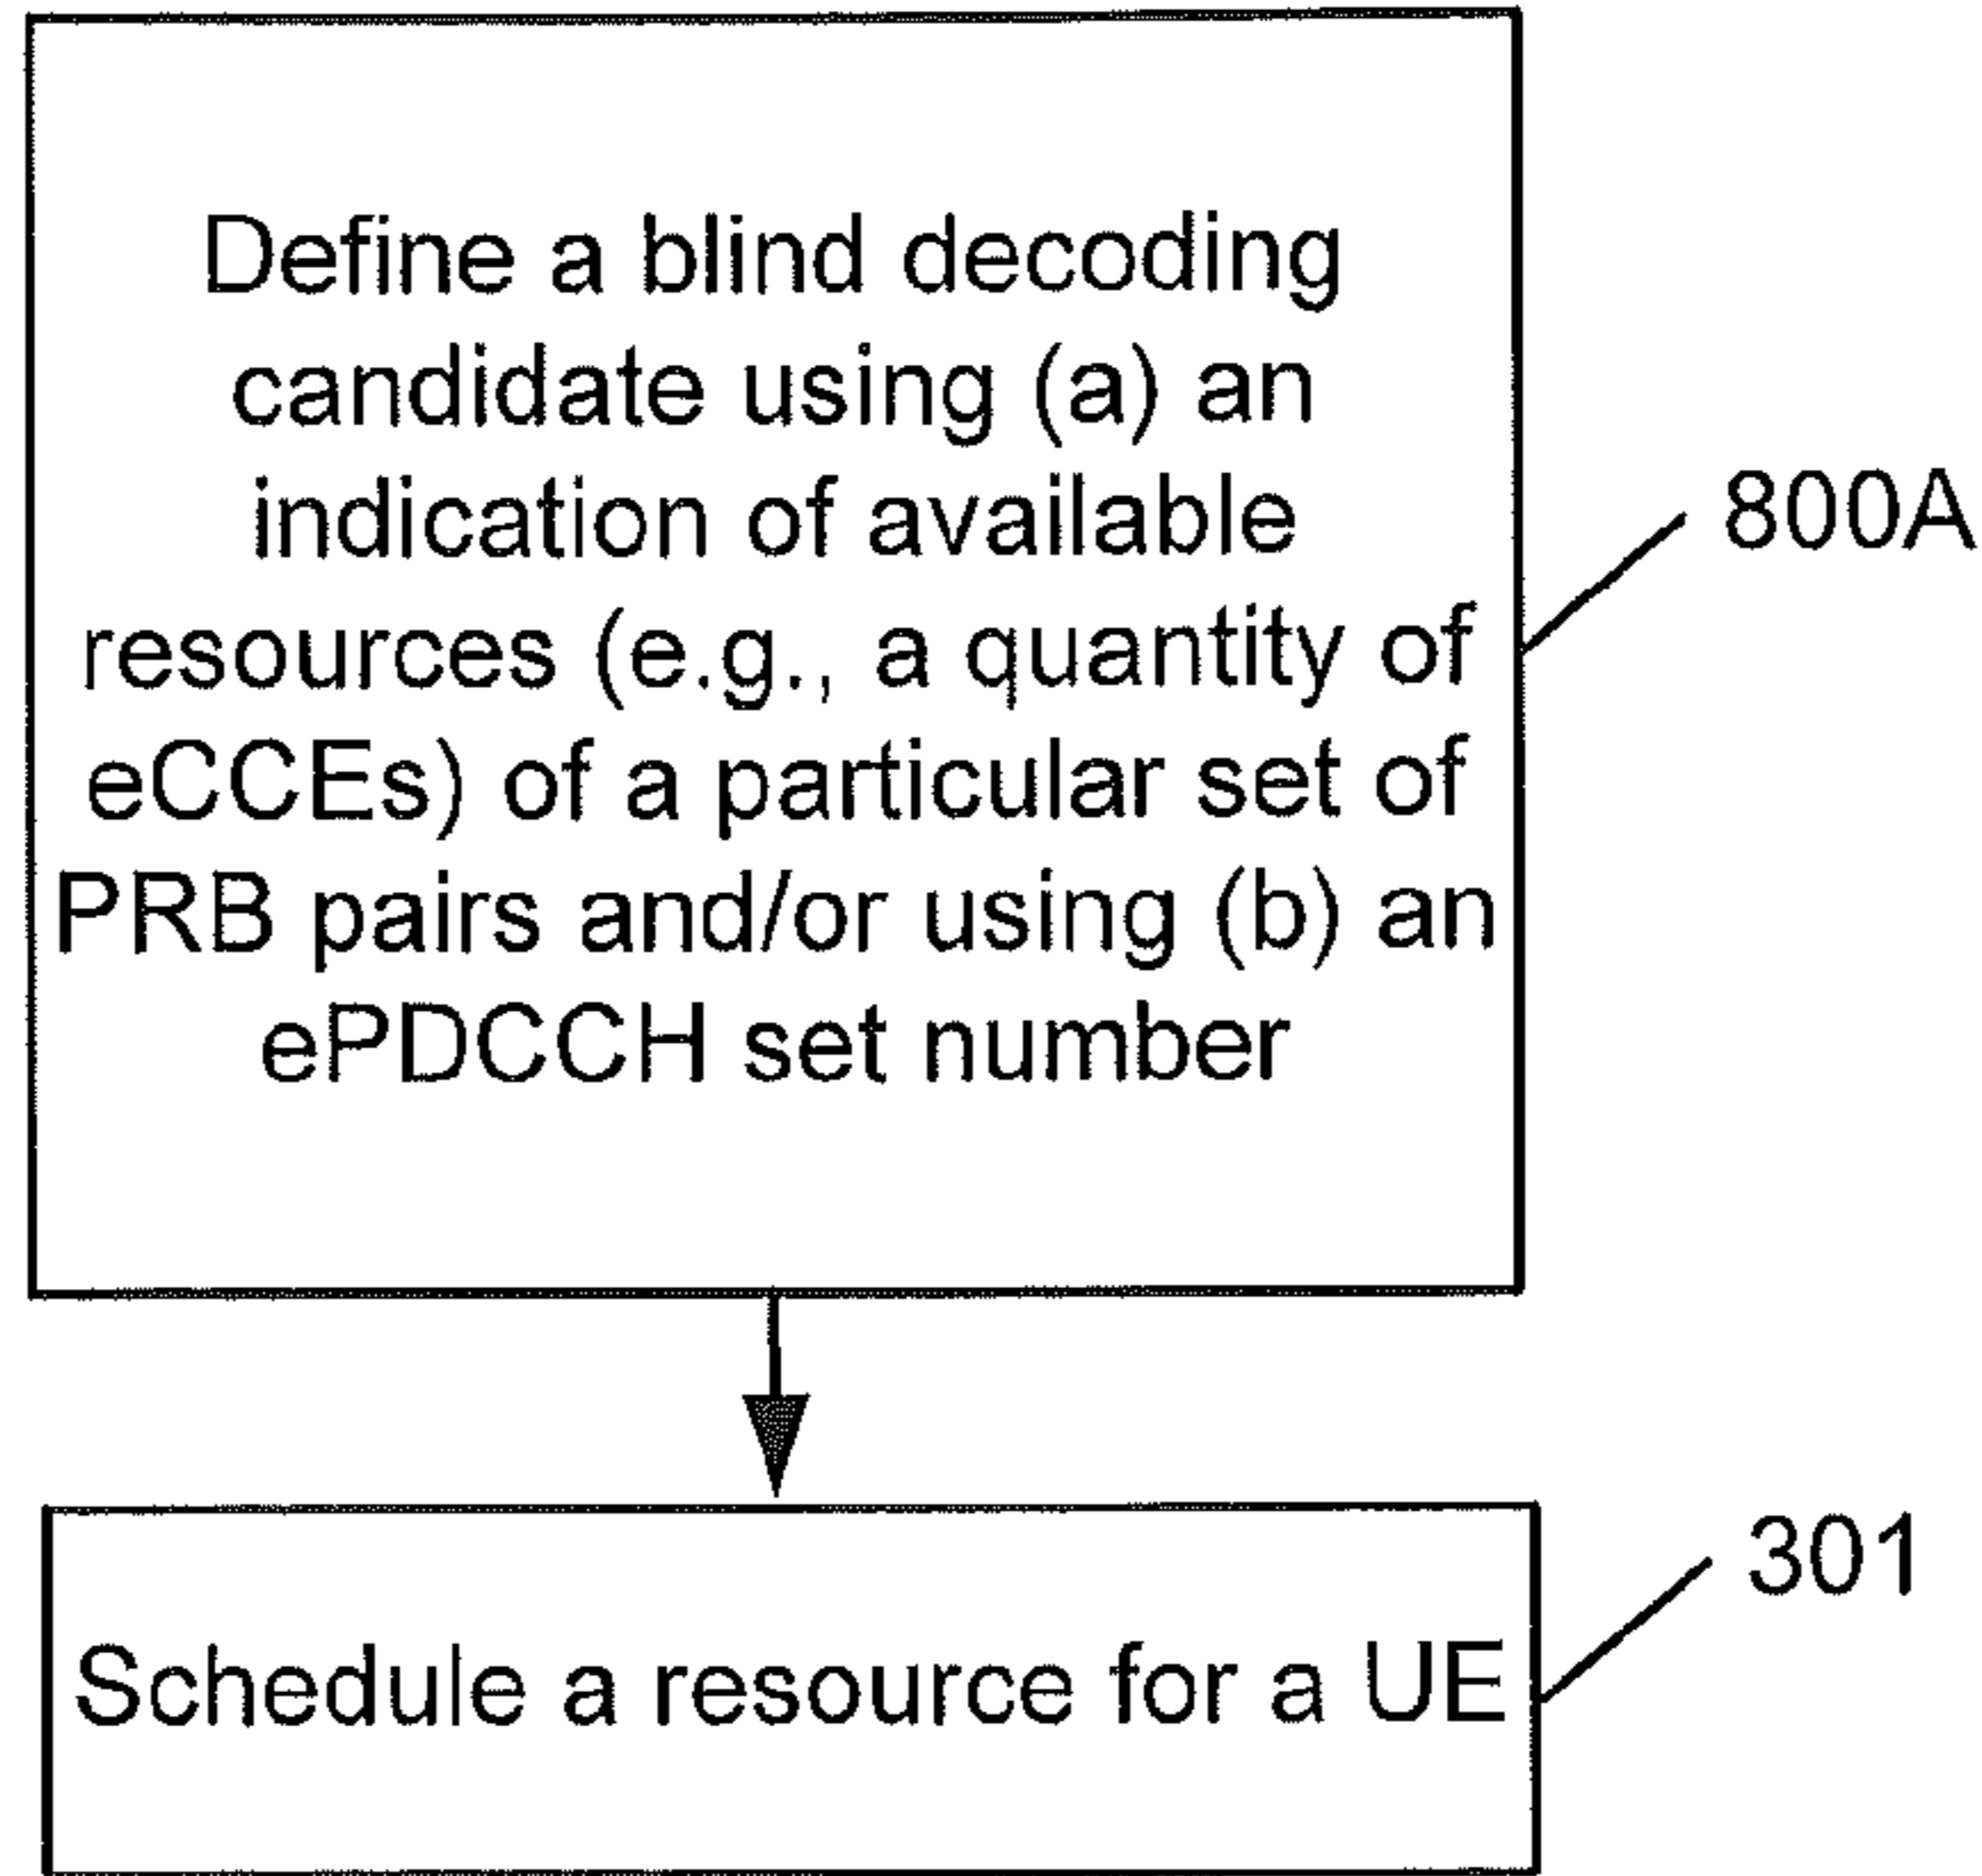 Define a blind decoding
candidate using (a) an
indication of available
resources (e.g., a quantity of
eCCEs) of a particular set of
PRB pairs and/or using (b) an
ePDCCH set number
800A
Schedule a resource for a UE
301